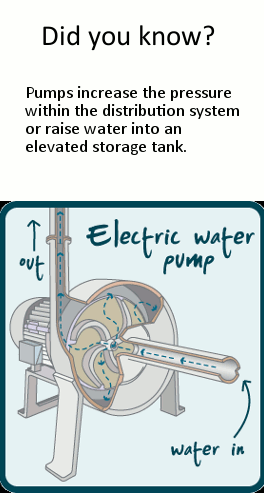 Did you know?
Pumps increase the pressure
within the distribution system
or raise water into an
elevated storage tank.
Electric water
pump
out
water in